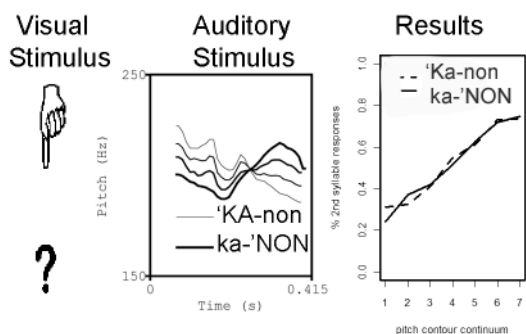 Visual
Stimulus
?
Auditory
Stimulus
250
Pitch (Hz)
'KA-non
ka-'NON
150
0
0.415
Time (s)
Results
'Ka-non
ka-'NON
% 2nd syllable responses
1.0
0.8
0.6
0.4
0.2
0.0
1 2 3 4 5 6 7
pitch contour continuum